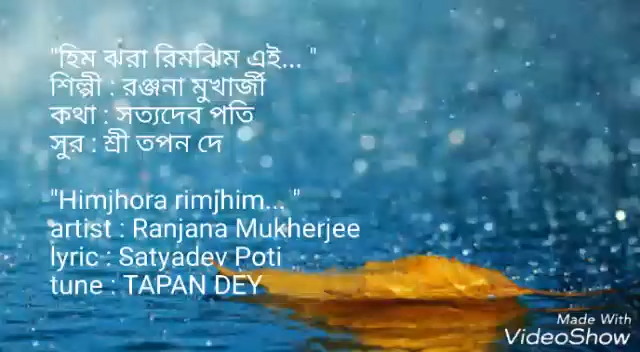 "হিম ঝরা রিমঝিম এই... "
শিল্পী : রঞ্জনা মুখার্জী
কথা : সত্যদেব পতি
সুর : শ্রী তপন দে
"Himjhora rimjhim... "
artist : Ranjana Mukherjee
lyric : Satyadev Poti
tune : TAPAN DEY
Made With
VideoShow